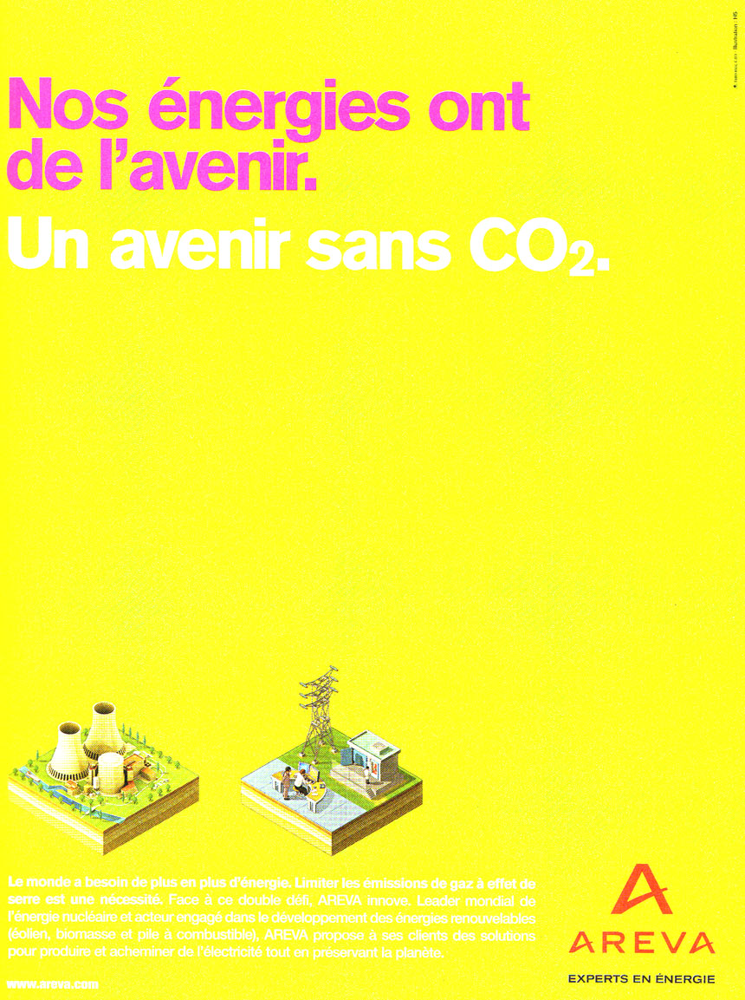 Illustration : H5
Nos énergies ont
de l'avenir.
Un avenir sans CO2.
Le monde a besoin de plus en plus d'énergie. Limiter les émissions de gaz à effet de
serre est une nécessité. Face à ce double défi, AREVA innove. Leader mondial de
l'énergie nucléaire et acteur engagé dans le développement des énergies renouvelables
(éolien, biomasse et pile à combustible), AREVA propose à ses clients des solutions
pour produire et acheminer de l'électricité tout en préservant la planète.
www.areva.com
AREVA
EXPERTS EN ÉNERGIE